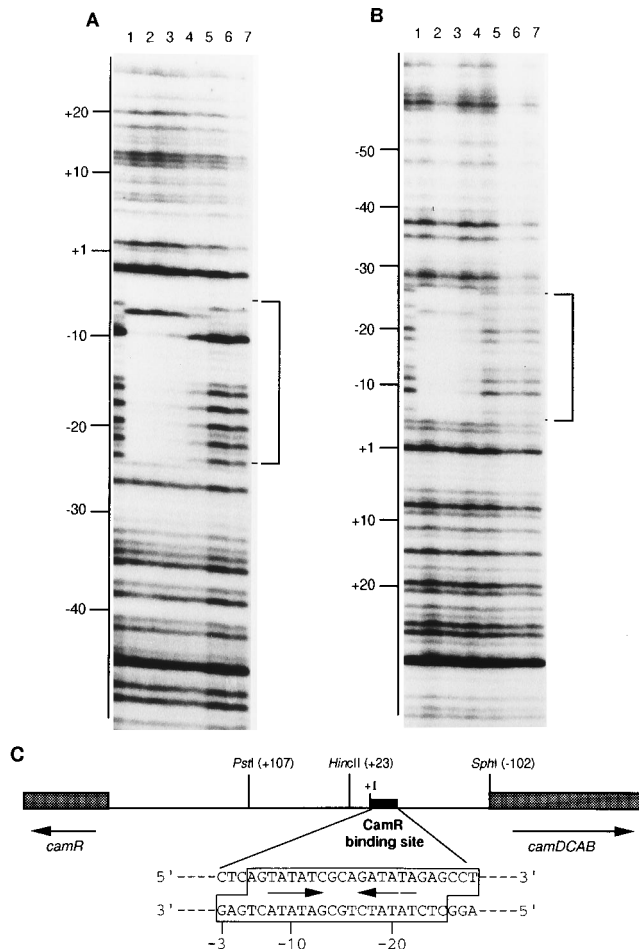 A
1 2 3 4 5 6 7
+20
+10
+1
-10
-20
-30
-40
B
1 2 3 4 5 6 7
-50
-40
-30
-20
-10
+1
+10
+20
C
PstI (+107)
HincII (+23)
SphI (-102)
+1
CamR
binding site
camR
camDCAB
5'-----CTCAGTATATCGCAGATATAGAGCCT-----3'
3'-----GAGTCATATAGCGTCTATATCTCGGA-----5'
-3 -10 -20